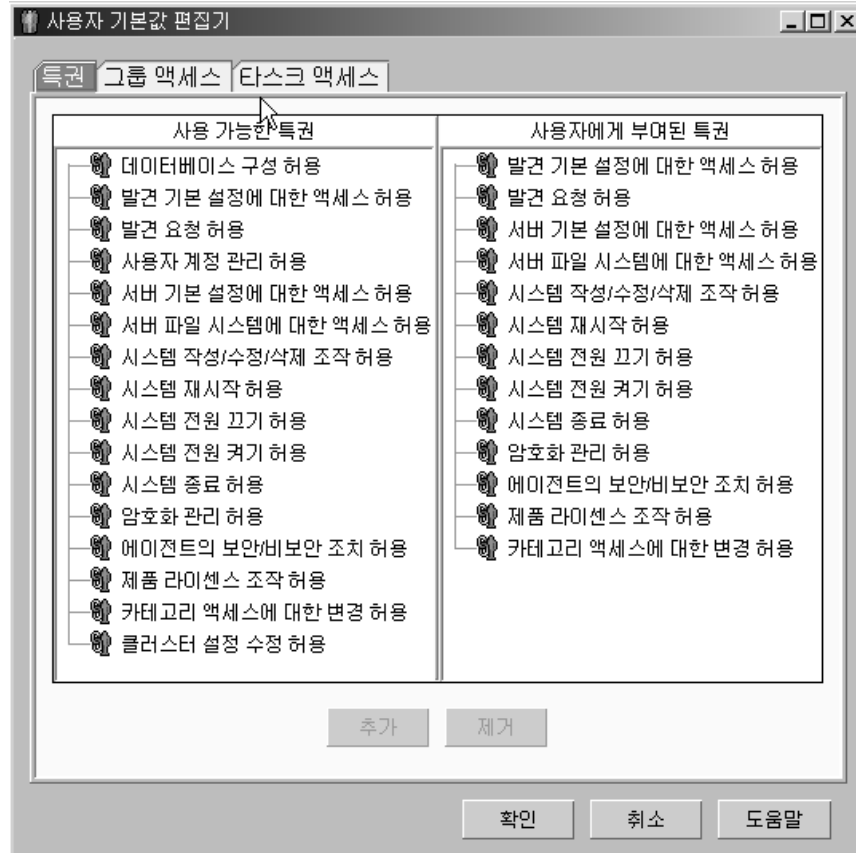 사용자 기본값 편집기
특권 그룹 액세스 타스크 액세스
사용 가능한 특권
데이터베이스 구성 허용
발견 기본 설정에 대한 액세스 허용
발견 요청 허용
사용자 계정 관리 허용
서버 기본 설정에 대한 액세스 허용
서버 파일 시스템에 대한 액세스 허용
시스템 작성/수정/삭제 조작 허용
시스템 재시작 허용
시스템 전원 끄기 허용
시스템 전원 켜기 허용
시스템 종료 허용
암호화 관리 허용
에이전트의 보안/비보안 조치 허용
제품 라이센스 조작 허용
카테고리 액세스에 대한 변경 허용
클러스터 설정 수정 허용
사용자에게 부여된 특권
발견 기본 설정에 대한 액세스 허용
발견 요청 허용
서버 기본 설정에 대한 액세스 허용
서버 파일 시스템에 대한 액세스 허용
시스템 작성/수정/삭제 조작 허용
시스템 재시작 허용
시스템 전원 끄기 허용
시스템 전원 켜기 허용
시스템 종료 허용
암호화 관리 허용
에이전트의 보안/비보안 조치 허용
제품 라이센스 조작 허용
카테고리 액세스에 대한 변경 허용
추가 제거
확인 취소 도움말